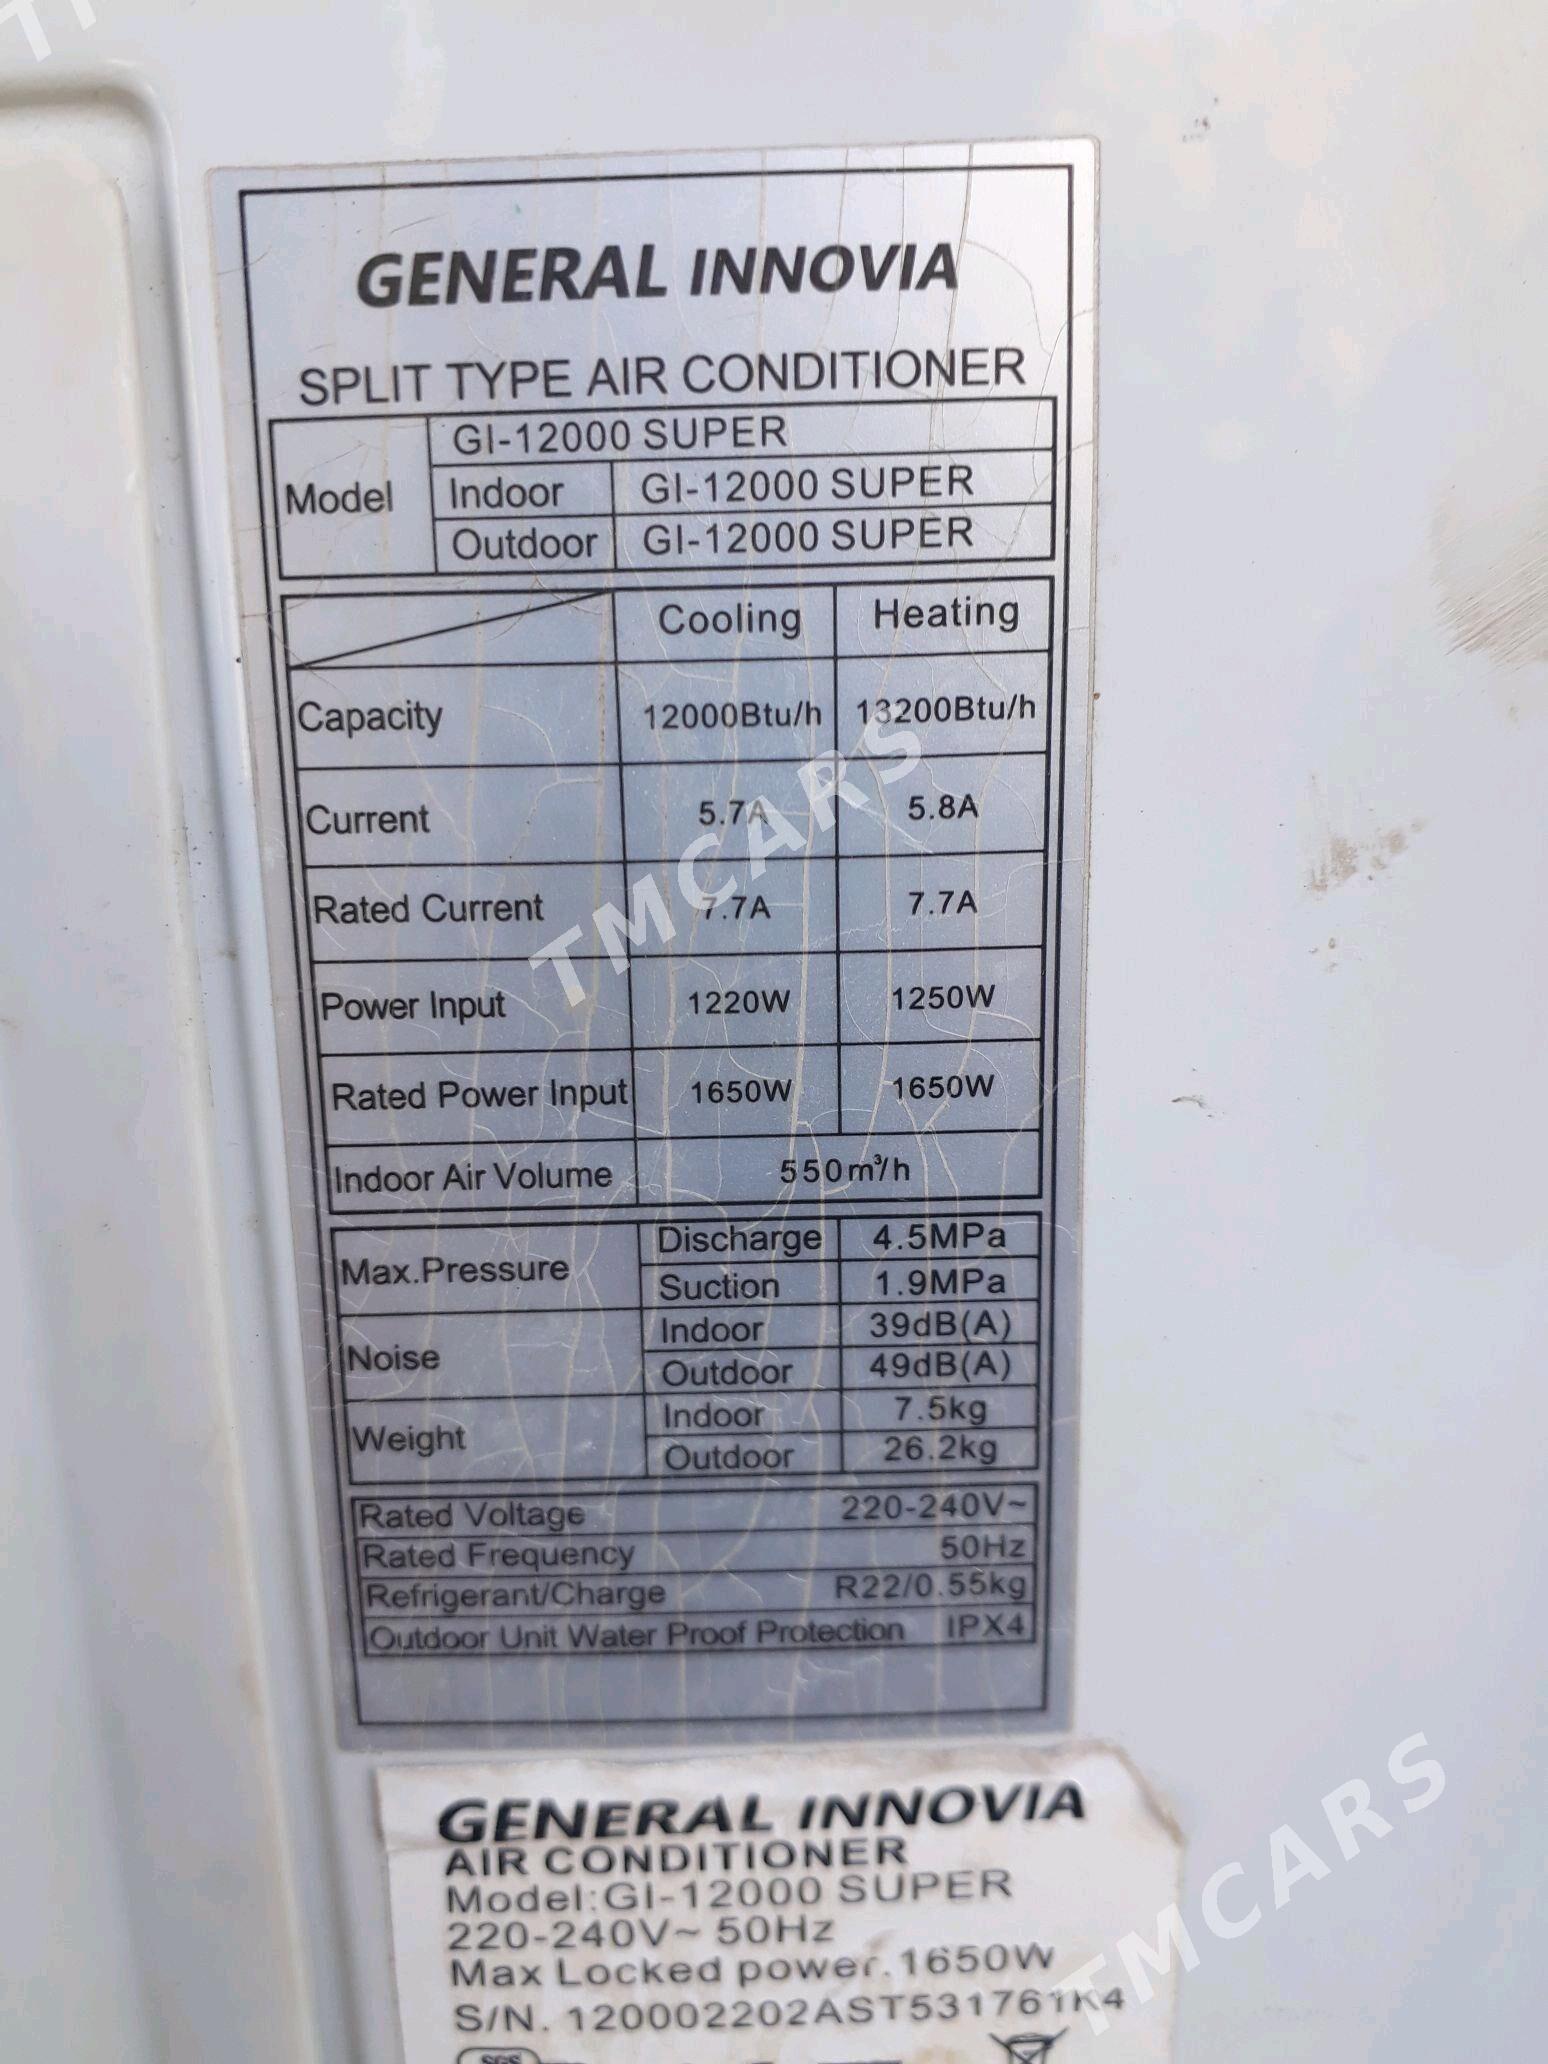 GENERAL INNOVIA
SPLIT TYPE AIR CONDITIONER
Model GI-12000 SUPER
Indoor GI-12000 SUPER
Outdoor GI-12000 SUPER
Cooling Heating
Capacity 12000Btu/h 13200Btu/h
Current 5.7A 5.8A
Rated Current 7.7A 7.7A
Power Input 1220W 1250W
Rated Power Input 1650W 1650W
Indoor Air Volume 550m³/h
Max.Pressure Discharge 4.5MPa
Suction 1.9MPa
Noise Indoor 39dB(A)
Outdoor 49dB(A)
Weight Indoor 7.5kg
Outdoor 26.2kg
Rated Voltage 220-240V~
Rated Frequency 50Hz
Refrigerant/Charge R22/0.55kg
Outdoor Unit Water Proof Protection IPX4
GENERAL INNOVIA
AIR CONDITIONER
Model:GI-12000 SUPER
220-240V~ 50Hz
Max Locked power.1650W
S/N. 120002202AST531761K4
SGS
TMCARS
TMCARS